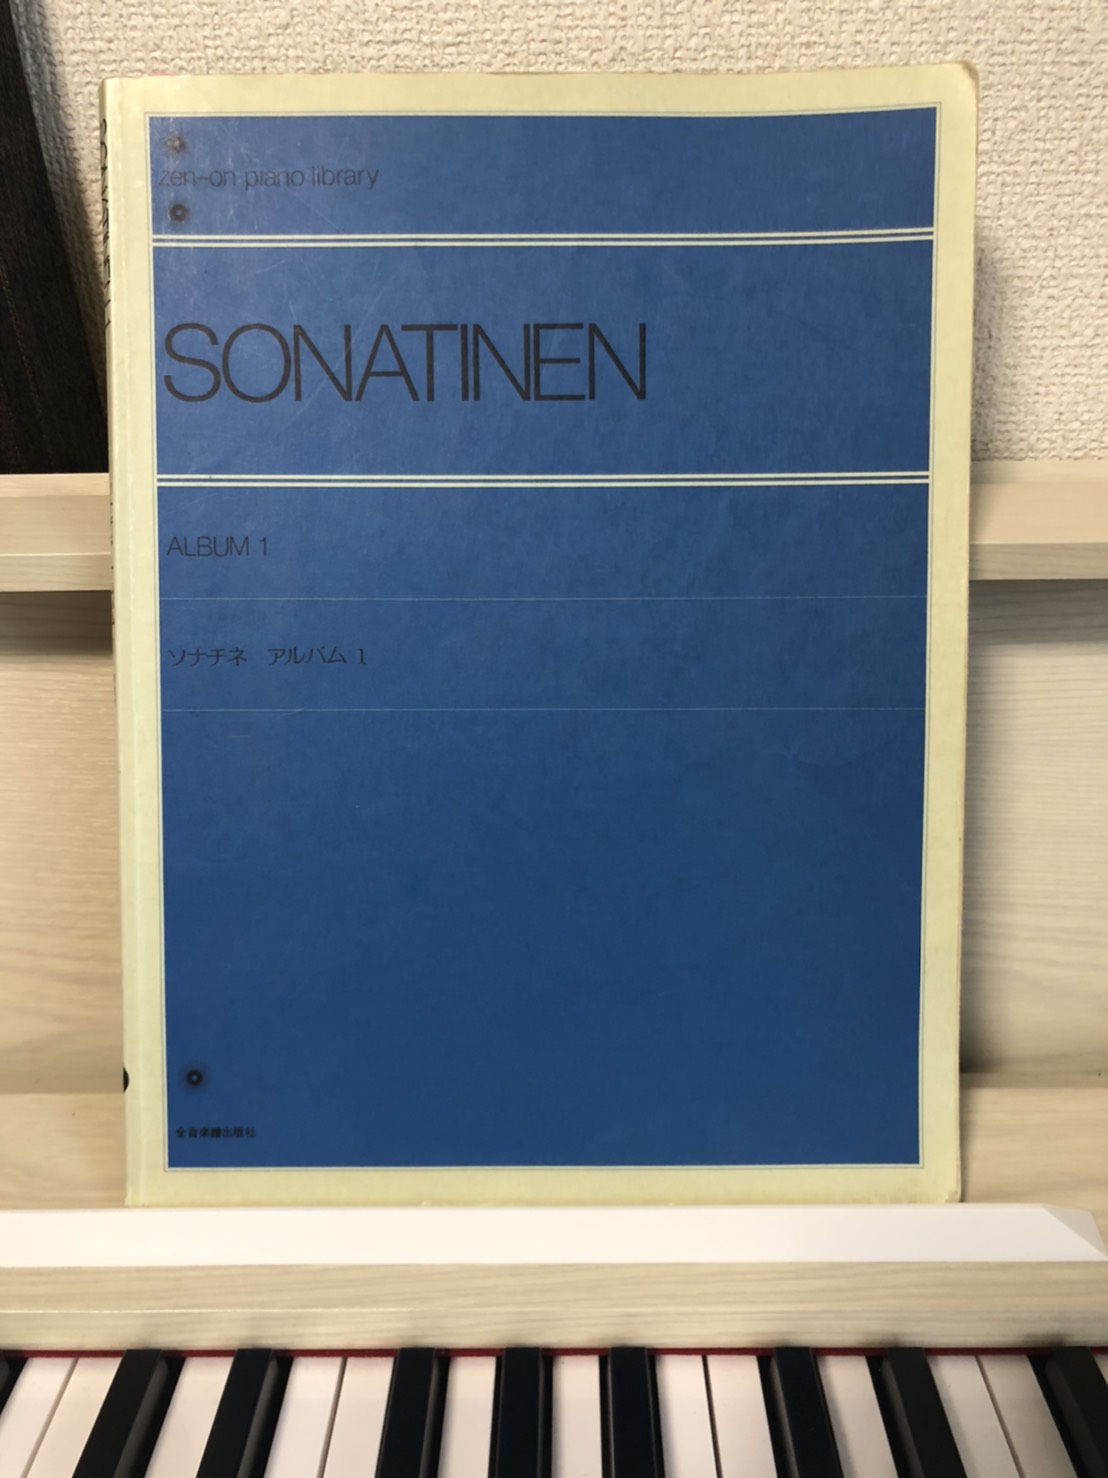 zen-on piano library
SONATINEN
ALBUM 1
ソナチネ アルバム 1
全音楽譜出版社